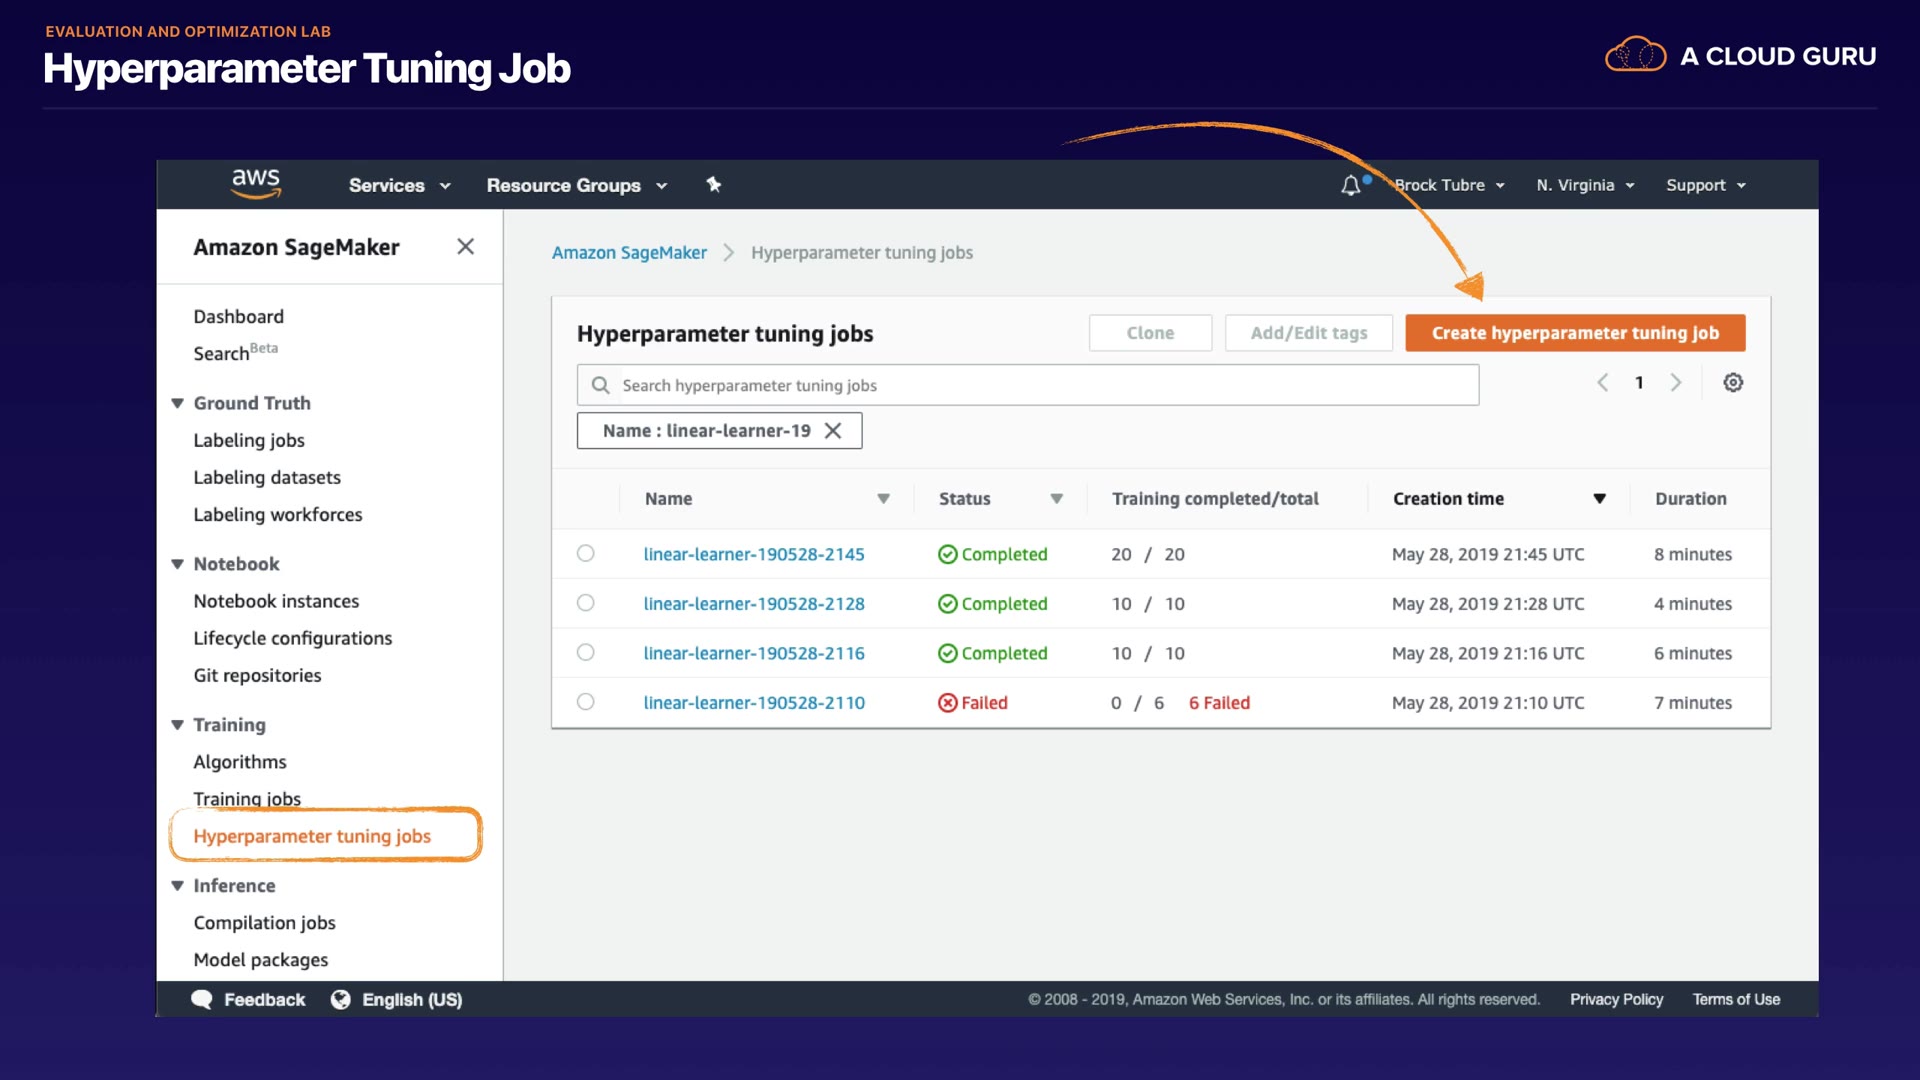 EVALUATION AND OPTIMIZATION LAB
Hyperparameter Tuning Job
A CLOUD GURU
aws Services Resource Groups Brock Tubre N. Virginia Support
Amazon SageMaker
Dashboard
Search Beta
Ground Truth
Labeling jobs
Labeling datasets
Labeling workforces
Notebook
Notebook instances
Lifecycle configurations
Git repositories
Training
Algorithms
Training jobs
Hyperparameter tuning jobs
Inference
Compilation jobs
Model packages
Amazon SageMaker Hyperparameter tuning jobs
Hyperparameter tuning jobs Clone Add/Edit tags Create hyperparameter tuning job
Search hyperparameter tuning jobs 1
Name : linear-learner-19
Name Status Training completed/total Creation time Duration
linear-learner-190528-2145 Completed 20 / 20 May 28, 2019 21:45 UTC 8 minutes
linear-learner-190528-2128 Completed 10 / 10 May 28, 2019 21:28 UTC 4 minutes
linear-learner-190528-2116 Completed 10 / 10 May 28, 2019 21:16 UTC 6 minutes
linear-learner-190528-2110 Failed 0 / 6 6 Failed May 28, 2019 21:10 UTC 7 minutes
Feedback English (US) © 2008 - 2019, Amazon Web Services, Inc. or its affiliates. All rights reserved. Privacy Policy Terms of Use